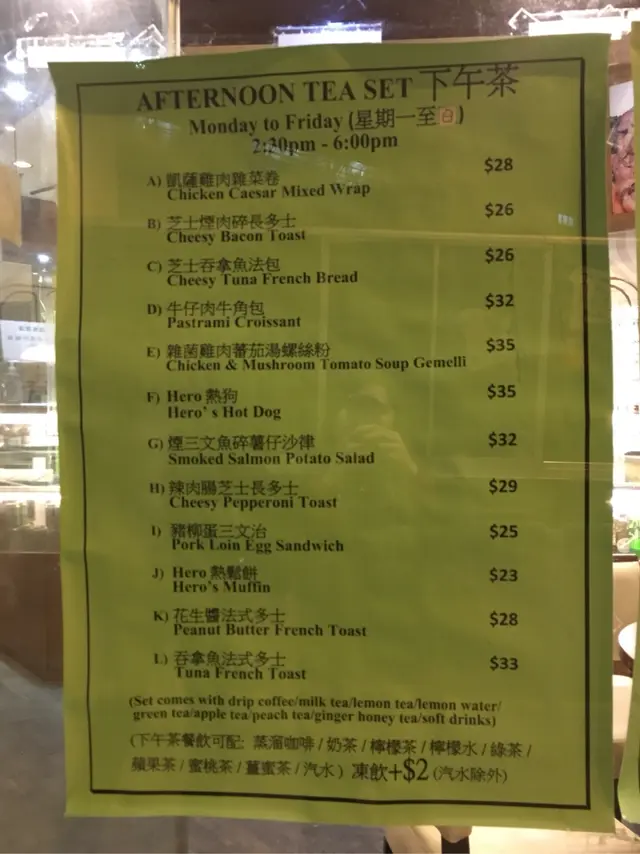 AFTERNOON TEA SET 下午茶
Monday to Friday (星期一至日)
2:30pm - 6:00pm
A) 凱薩雞肉雜菜卷 $28
Chicken Caesar Mixed Wrap
B) 芝士煙肉碎長多士 $26
Cheesy Bacon Toast
C) 芝士吞拿魚法包 $26
Cheesy Tuna French Bread
D) 牛仔肉牛角包 $32
Pastrami Croissant
E) 雜菌雞肉蕃茄湯螺絲粉 $35
Chicken & Mushroom Tomato Soup Gemelli
F) Hero 熱狗 $35
Hero' s Hot Dog
G) 煙三文魚碎薯仔沙律 $32
Smoked Salmon Potato Salad
H) 辣肉腸芝士長多士 $29
Cheesy Pepperoni Toast
I) 豬柳蛋三文治 $25
Pork Loin Egg Sandwich
J) Hero 熱鬆餅 $23
Hero's Muffin
K) 花生醬法式多士 $28
Peanut Butter French Toast
L) 吞拿魚法式多士 $33
Tuna French Toast
(Set comes with drip coffee/milk tea/lemon tea/lemon water/
green tea/apple tea/peach tea/ginger honey tea/soft drinks)
(下午茶餐飲可配: 蒸溜咖啡 / 奶茶 / 檸檬茶 / 檸檬水 / 綠茶 /
蘋果茶 / 蜜桃茶 / 薑蜜茶 / 汽水 ) 凍飲+$2 (汽水除外)